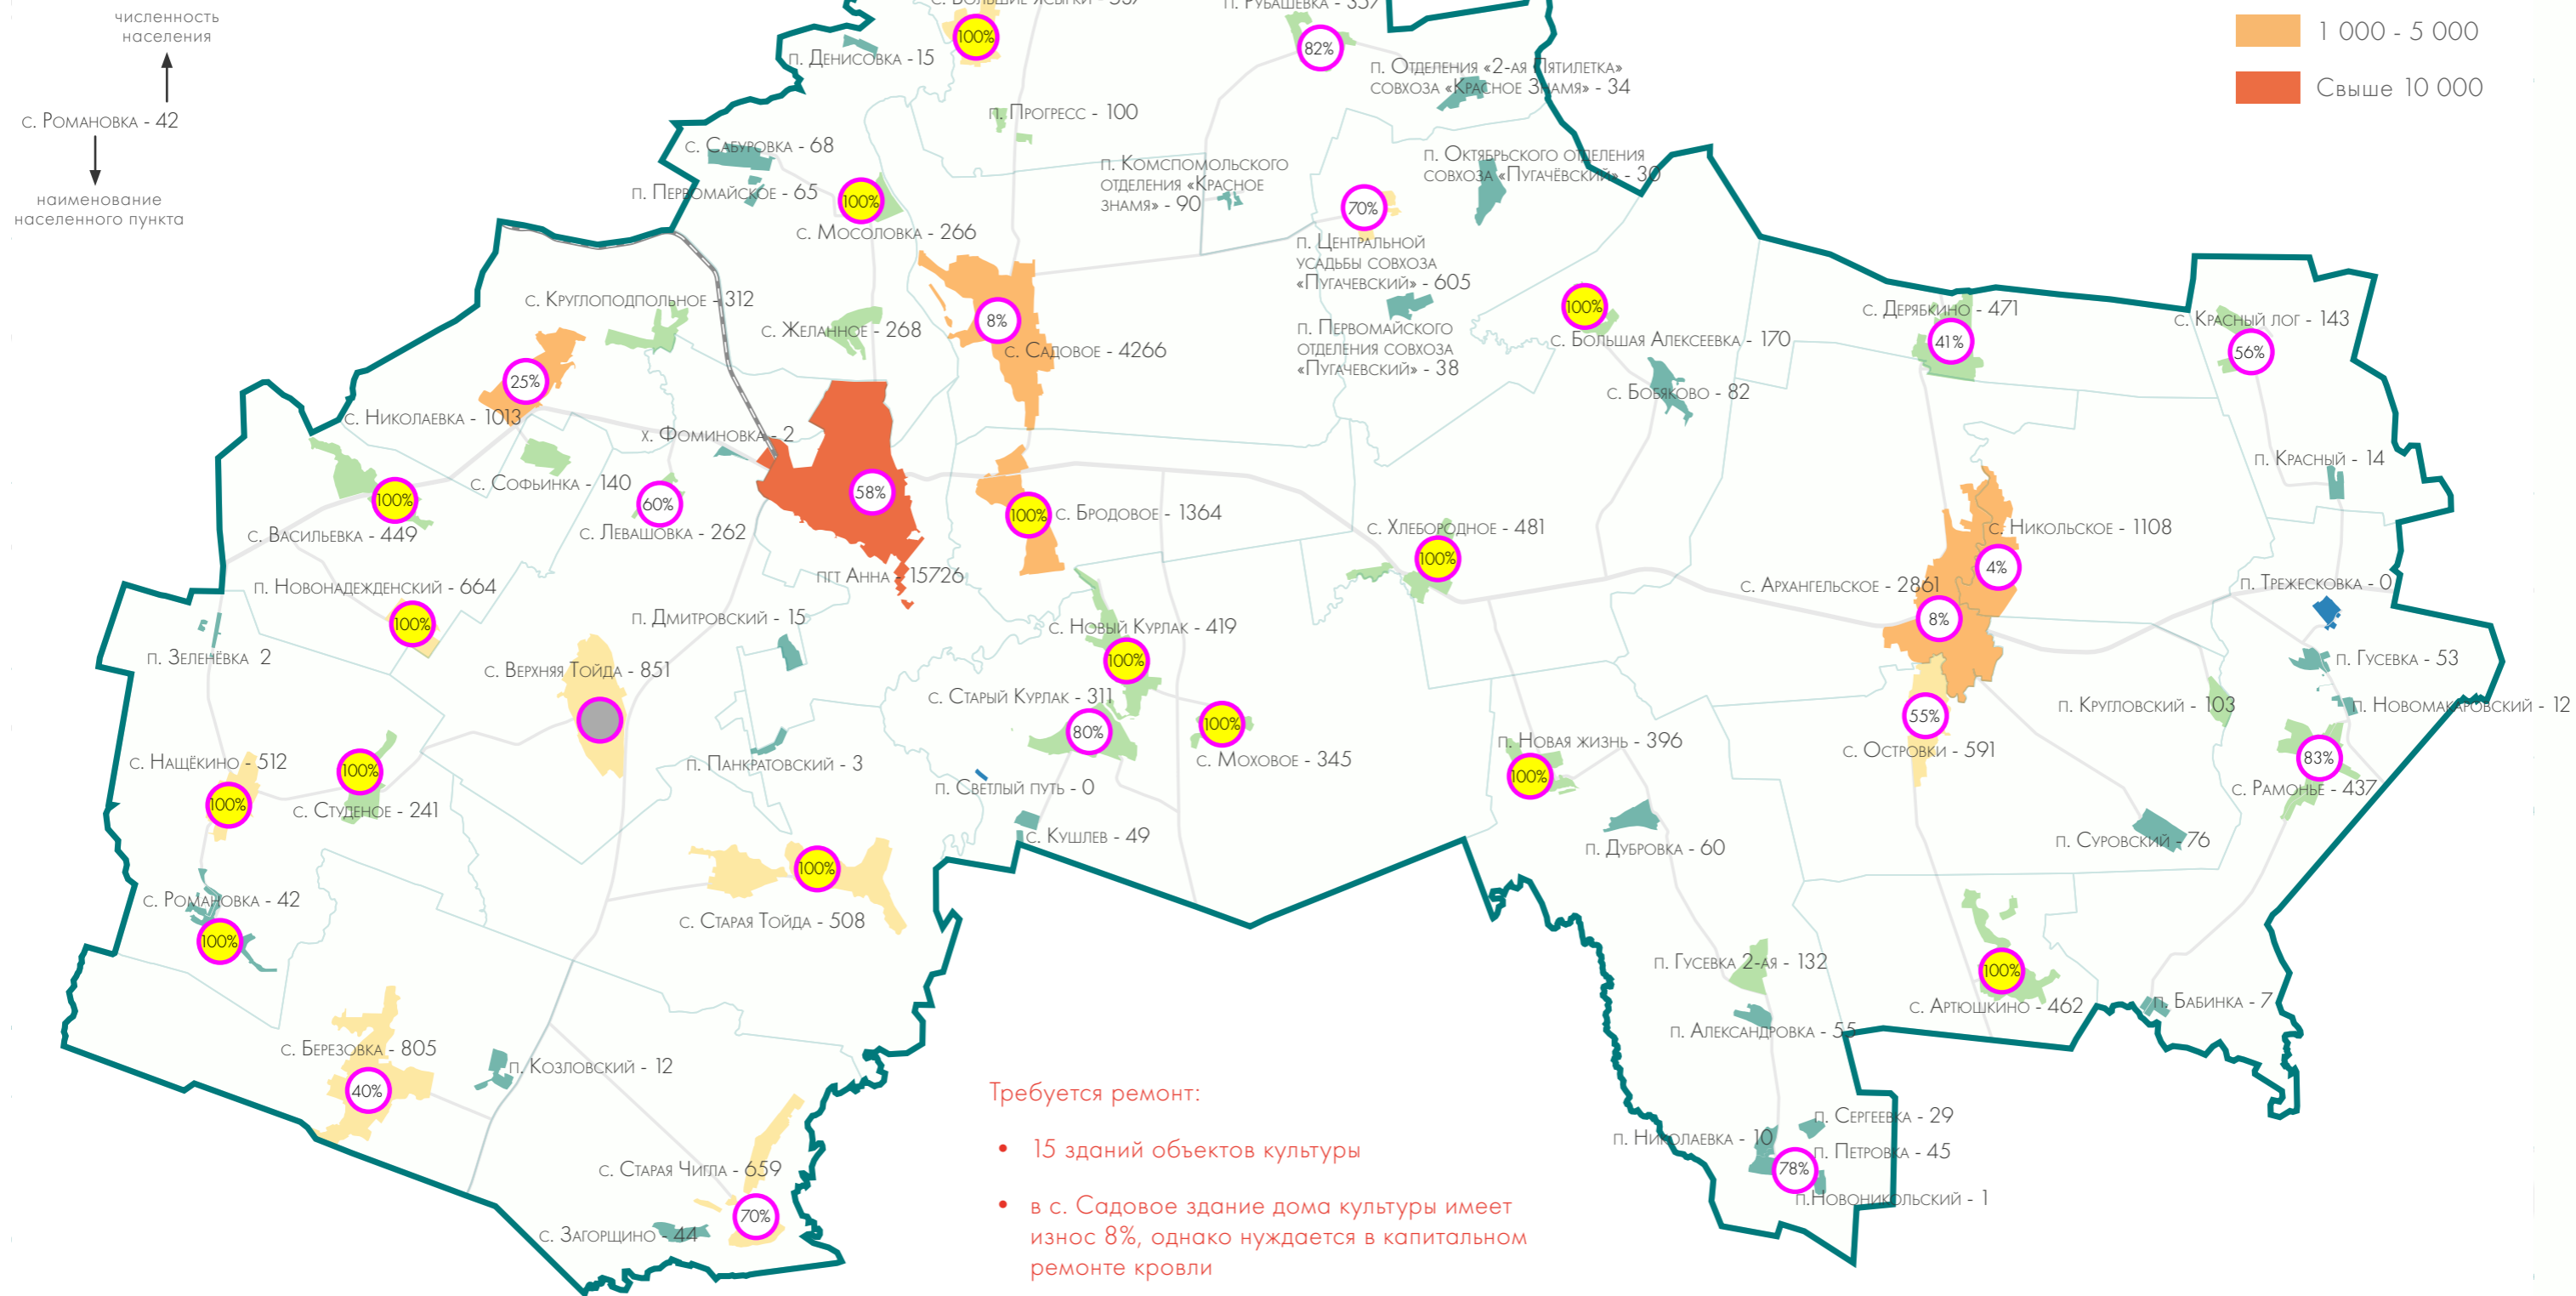 численность
населения
с. Романовка - 42
наименование
населенного пункта
1 000 - 5 000
Свыше 10 000
п. Рубашевка - 357
100%
82%
п. Денисовка - 15
п. Отделения «2-ая Пятилетка»
совхоза «Красное Знамя» - 34
п. Прогресс - 100
с. Сабуровка - 68
п. Первомайское - 65
100%
с. Мосоловка - 266
п. Комспомольского
отделения «Красное
знамя» - 90
п. Октябрьского отделения
совхоза «Пугачёвский» - 30
70%
п. Центральной
усадьбы совхоза
«Пугачевский» - 605
п. Первомайского
отделения совхоза
«Пугачевский» - 38
с. Круглоподпольное - 312
с. Желанное - 268
8%
с. Садовое - 4266
100%
с. Большая Алексеевка - 170
с. Бобяково - 82
с. Дерябкино - 471
41%
с. Красный лог - 143
56%
25%
с. Николаевка - 1013
х. Фоминовка - 2
п. Красный - 14
100%
с. Васильевка - 449
с. Софьинка - 140
60%
с. Левашовка - 262
58%
пгт Анна - 15726
100%
с. Бродовое - 1364
с. Хлебородное - 481
100%
с. Никольское - 1108
4%
с. Архангельское - 2861
8%
п. Трежесковка - 0
п. Новонадежденский - 664
100%
п. Зеленёвка 2
п. Дмитровский - 15
с. Верхняя Тойда - 851
с. Новый Курлак - 419
100%
с. Старый Курлак - 311
80%
100%
с. Моховое - 345
п. Гусевка - 53
п. Новомакаровский - 12
п. Кругловский - 103
55%
с. Островки - 591
п. Новая жизнь - 396
100%
83%
с. Рамонье - 437
с. Нащёкино - 512
100%
100%
с. Студеное - 241
п. Панкратовский - 3
п. Светлый путь - 0
с. Кушлев - 49
п. Дубровка - 60
п. Суровский - 76
100%
с. Старая Тойда - 508
с. Романовка - 42
100%
п. Гусевка 2-ая - 132
100%
с. Артюшкино - 462
п. Бабинка - 7
п. Александровка - 55
с. Березовка - 805
40%
п. Козловский - 12
п. Сергеевка - 29
п. Николаевка - 10
п. Петровка - 45
78%
п.Новоникольский - 1
с. Старая Чигла - 659
70%
с. Загорщино - 44
Требуется ремонт:
• 15 зданий объектов культуры
• в с. Садовое здание дома культуры имеет
износ 8%, однако нуждается в капитальном
ремонте кровли